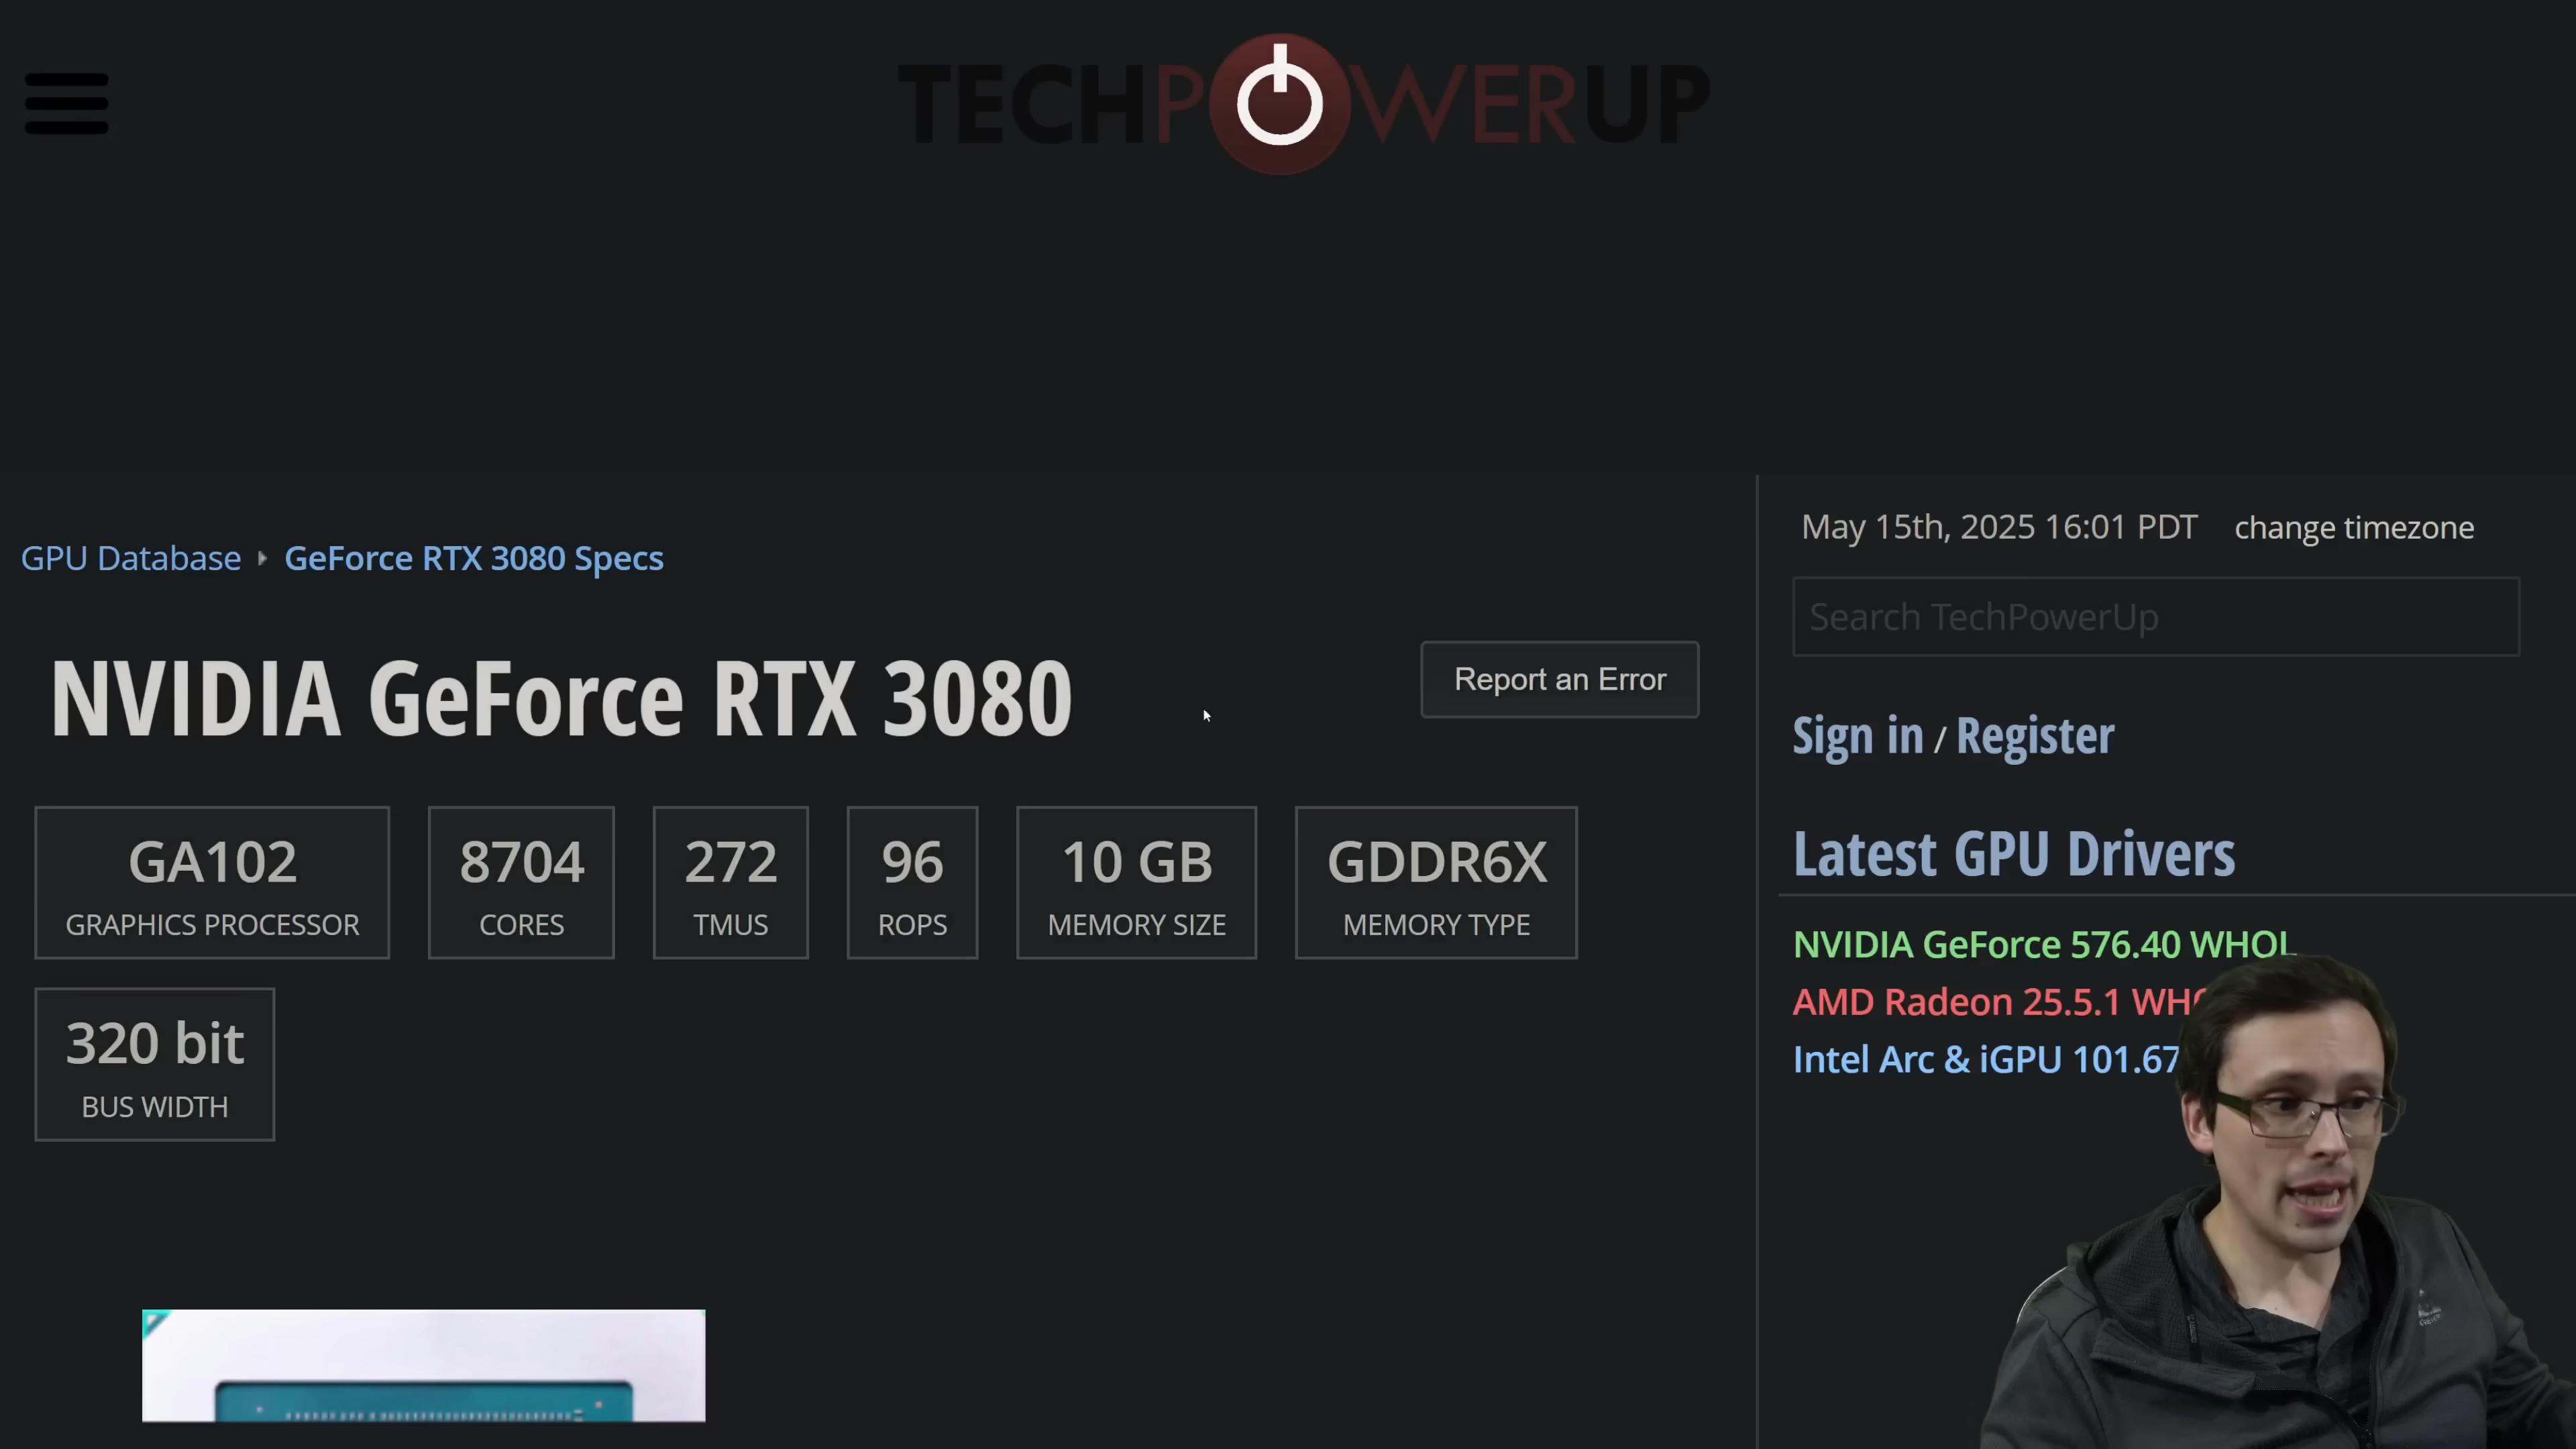 TECHPOWERUP
May 15th, 2025 16:01 PDT change timezone
GPU Database GeForce RTX 3080 Specs
Search TechPowerUp
NVIDIA GeForce RTX 3080
Report an Error
Sign in / Register
GA102
GRAPHICS PROCESSOR
8704
CORES
272
TMUS
96
ROPS
10 GB
MEMORY SIZE
GDDR6X
MEMORY TYPE
320 bit
BUS WIDTH
Latest GPU Drivers
NVIDIA GeForce 576.40 WHQL
AMD Radeon 25.5.1
Intel Arc & iGPU 101.67